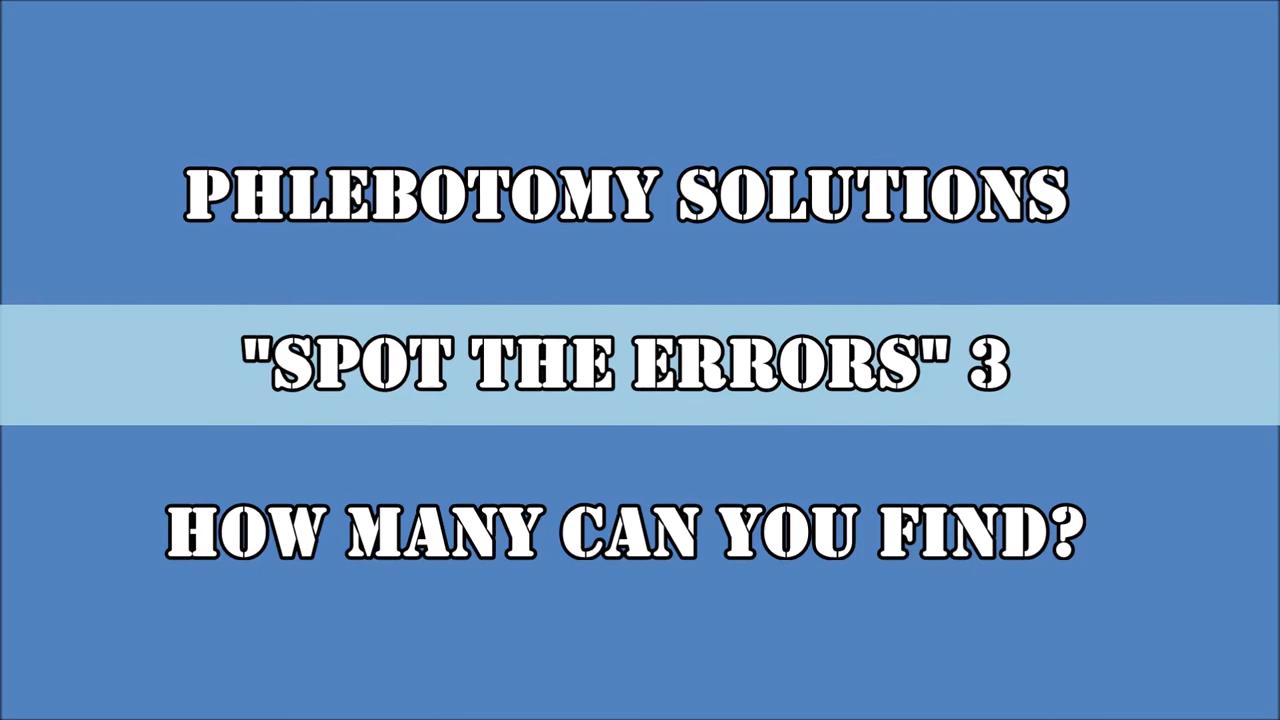 PHLEBOTOMY SOLUTIONS
"SPOT THE ERRORS" 3
HOW MANY CAN YOU FIND?